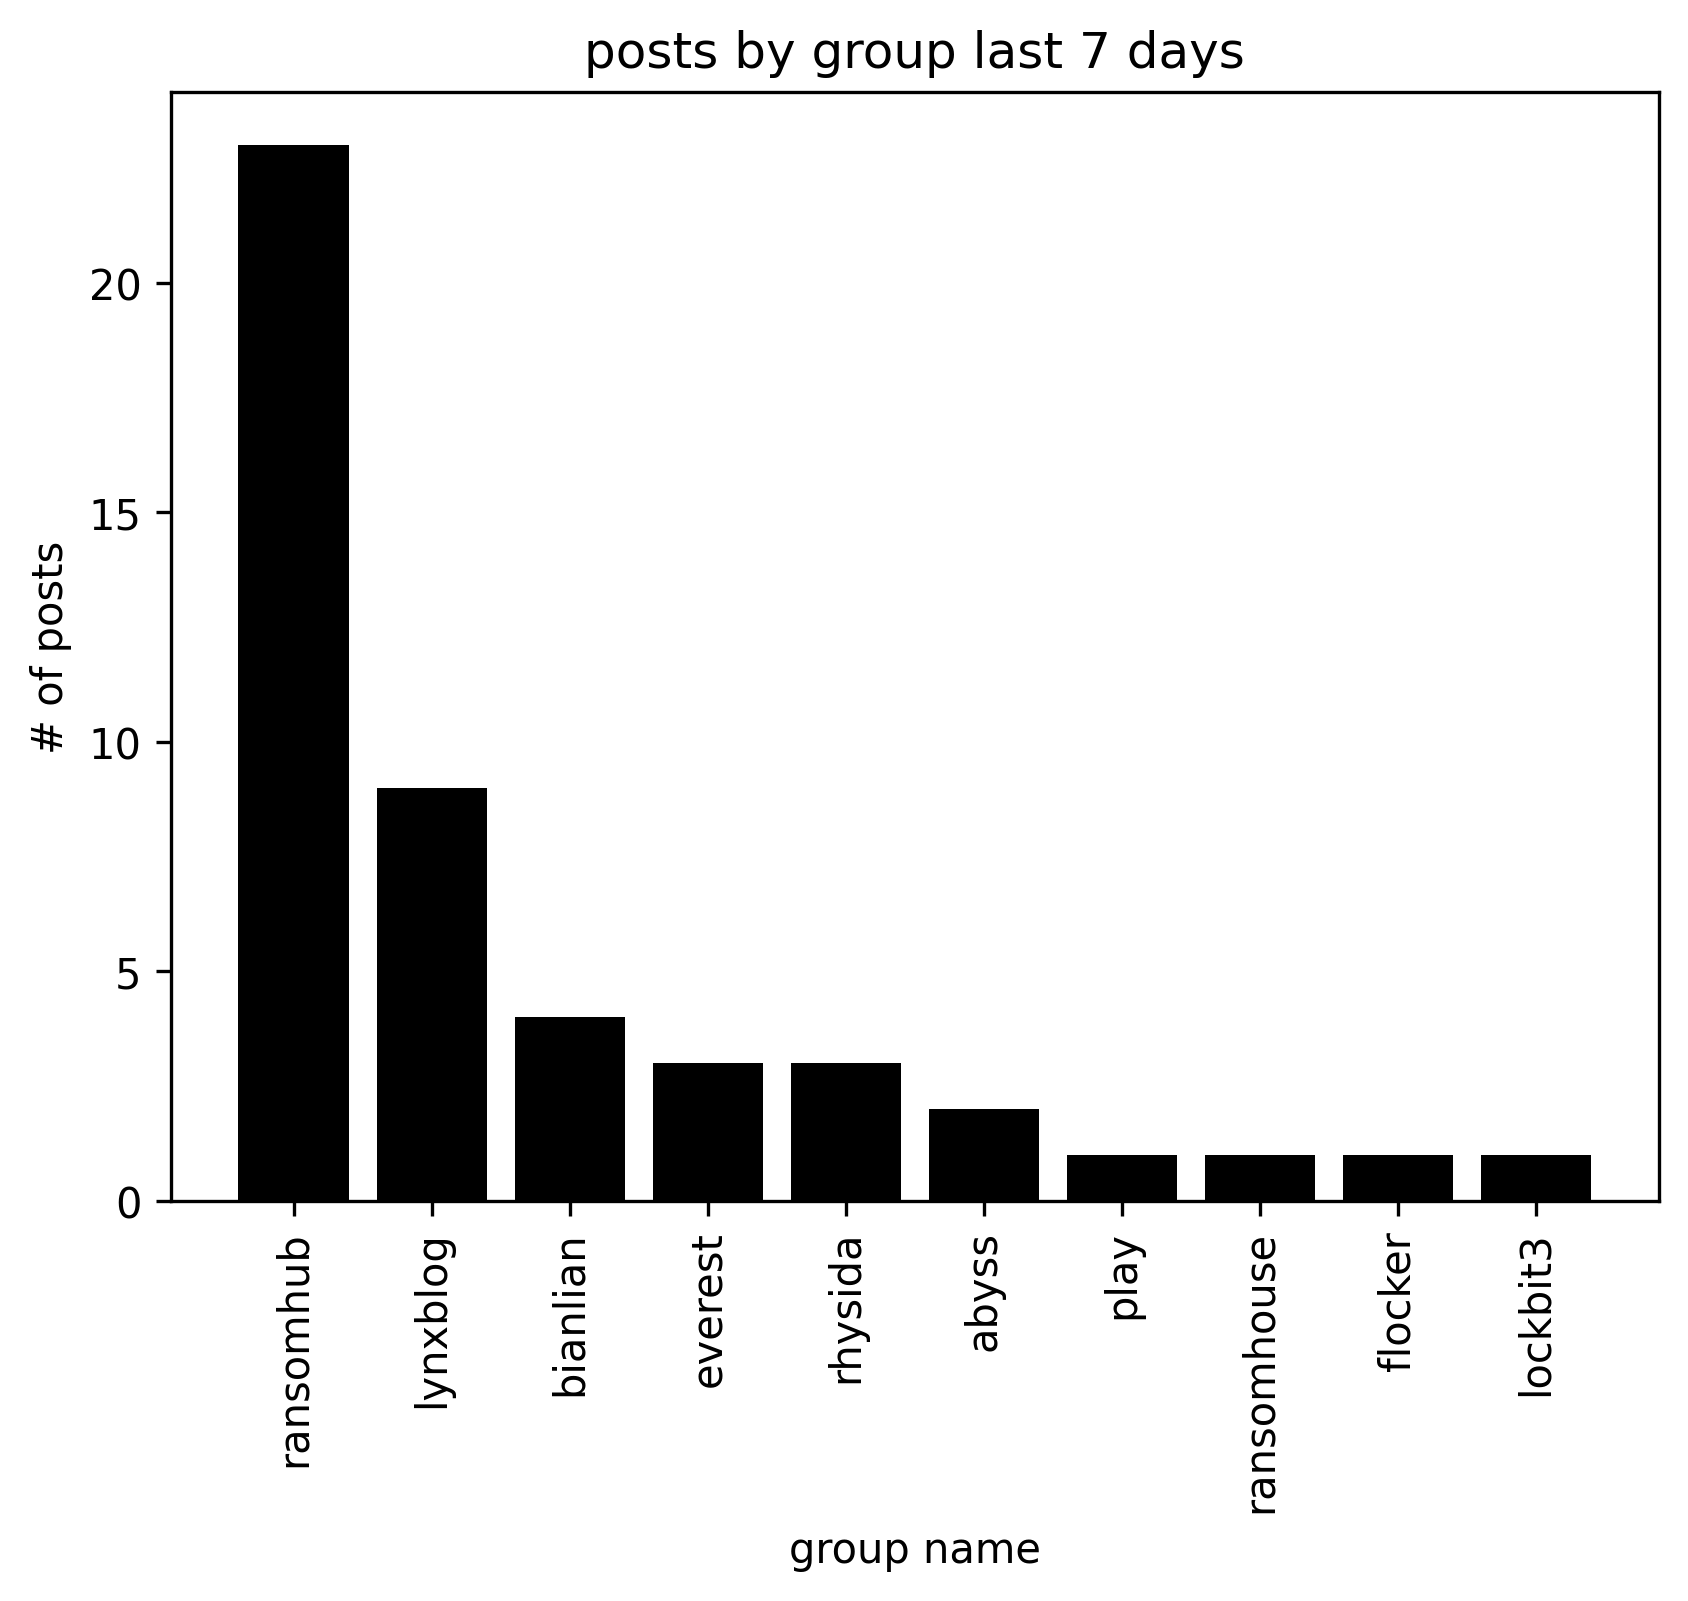 posts by group last 7 days
# of posts
20
15
10
5
0
ransomhub
lynxblog
bianlian
everest
rhysida
abyss
play
ransomhouse
flocker
lockbit3
group name